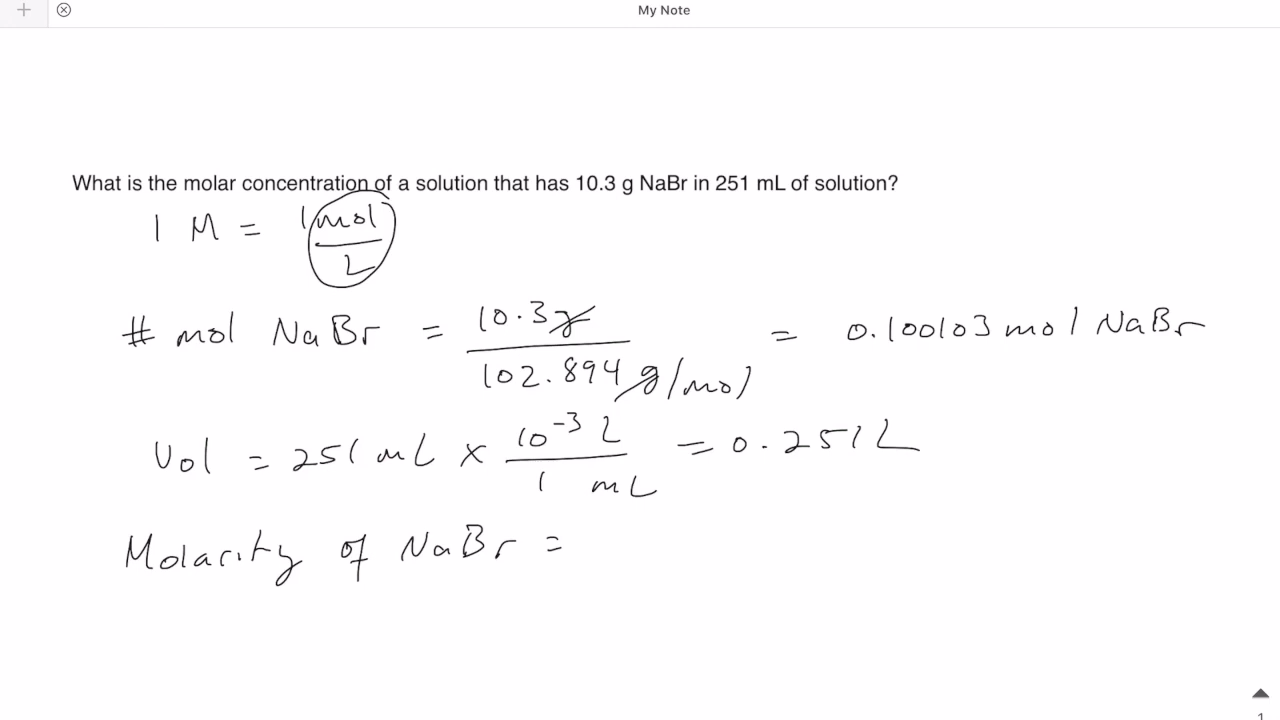 My Note
What is the molar concentration of a solution that has 10.3 g NaBr in 251 mL of solution?
1 M = 1 mol
L
# mol NaBr = 10.3 g = 0.100103 mol NaBr
102.894 g/mol
Vol = 251 mL × 10⁻³ L = 0.251 L
1 mL
Molarity of NaBr =
1